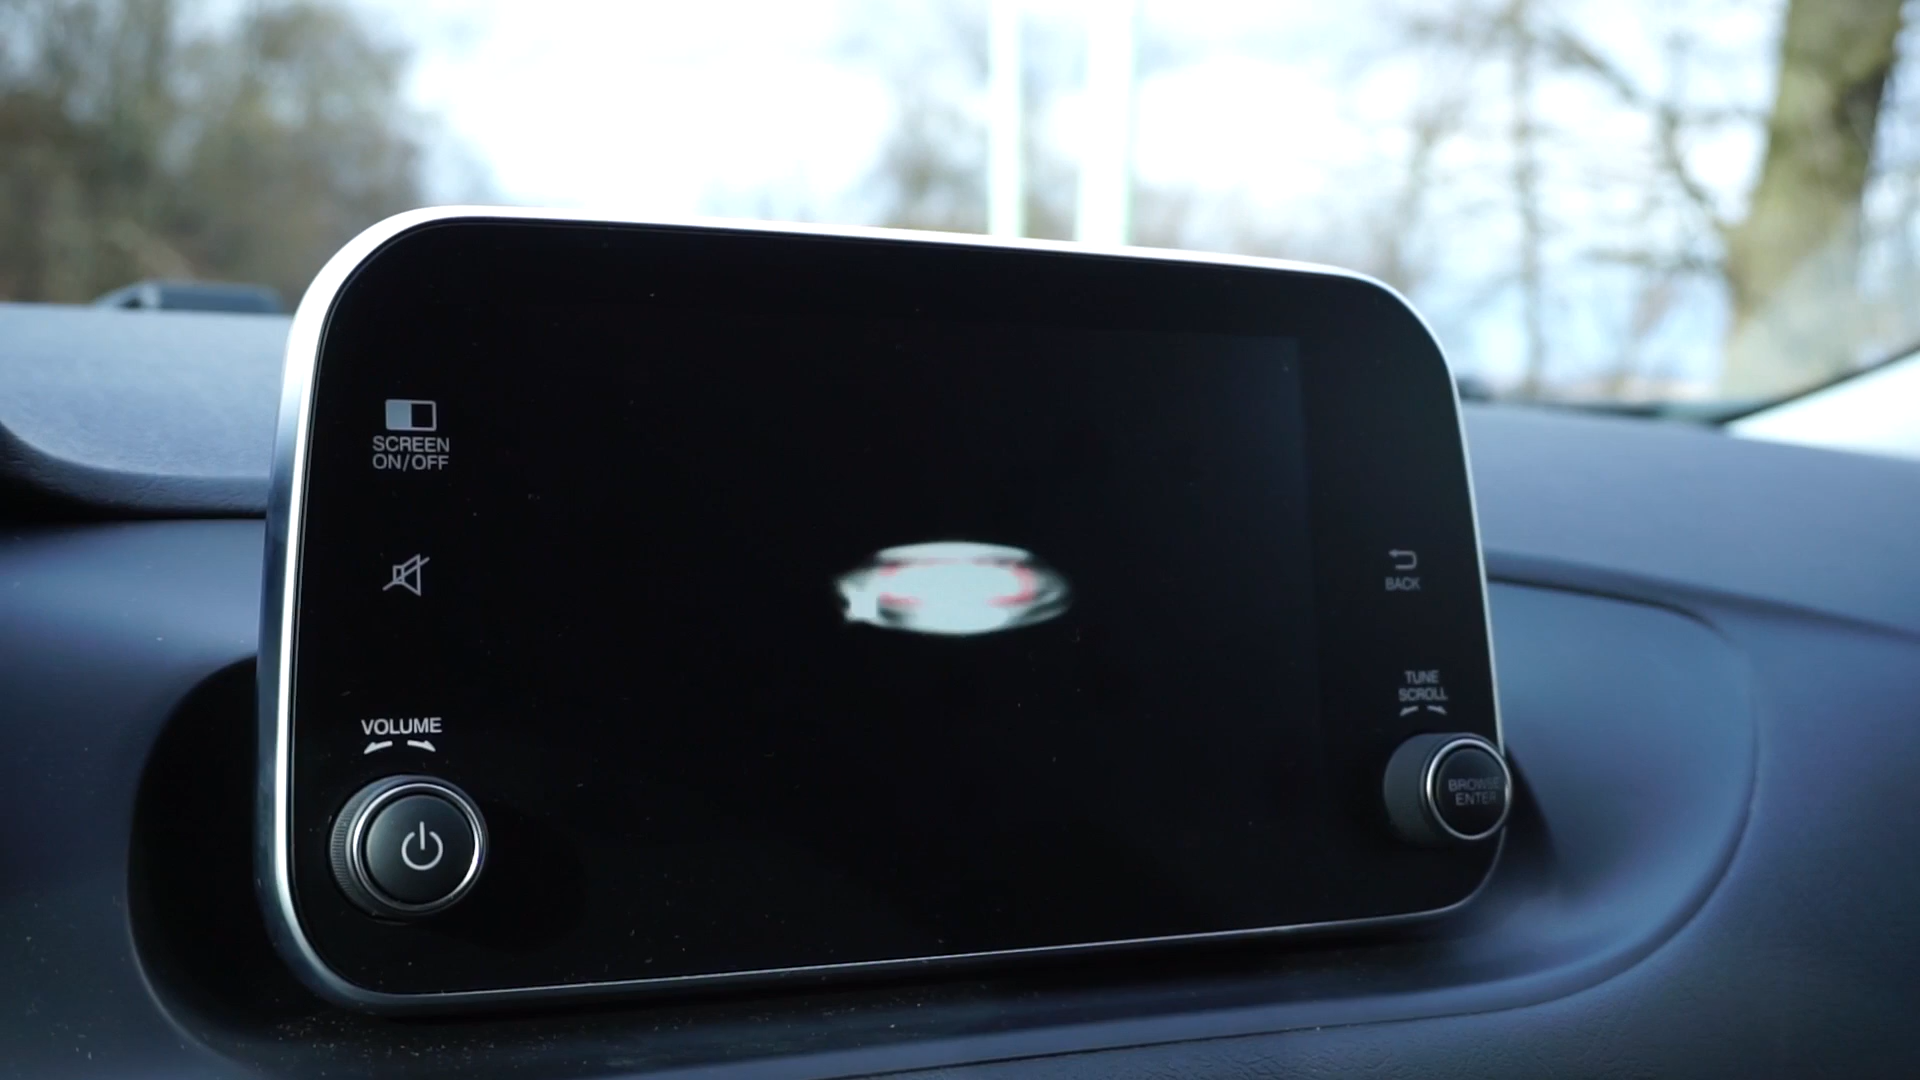 SCREEN
ON/OFF
VOLUME
BACK
TUNE
SCROLL
BROWSE
ENTER